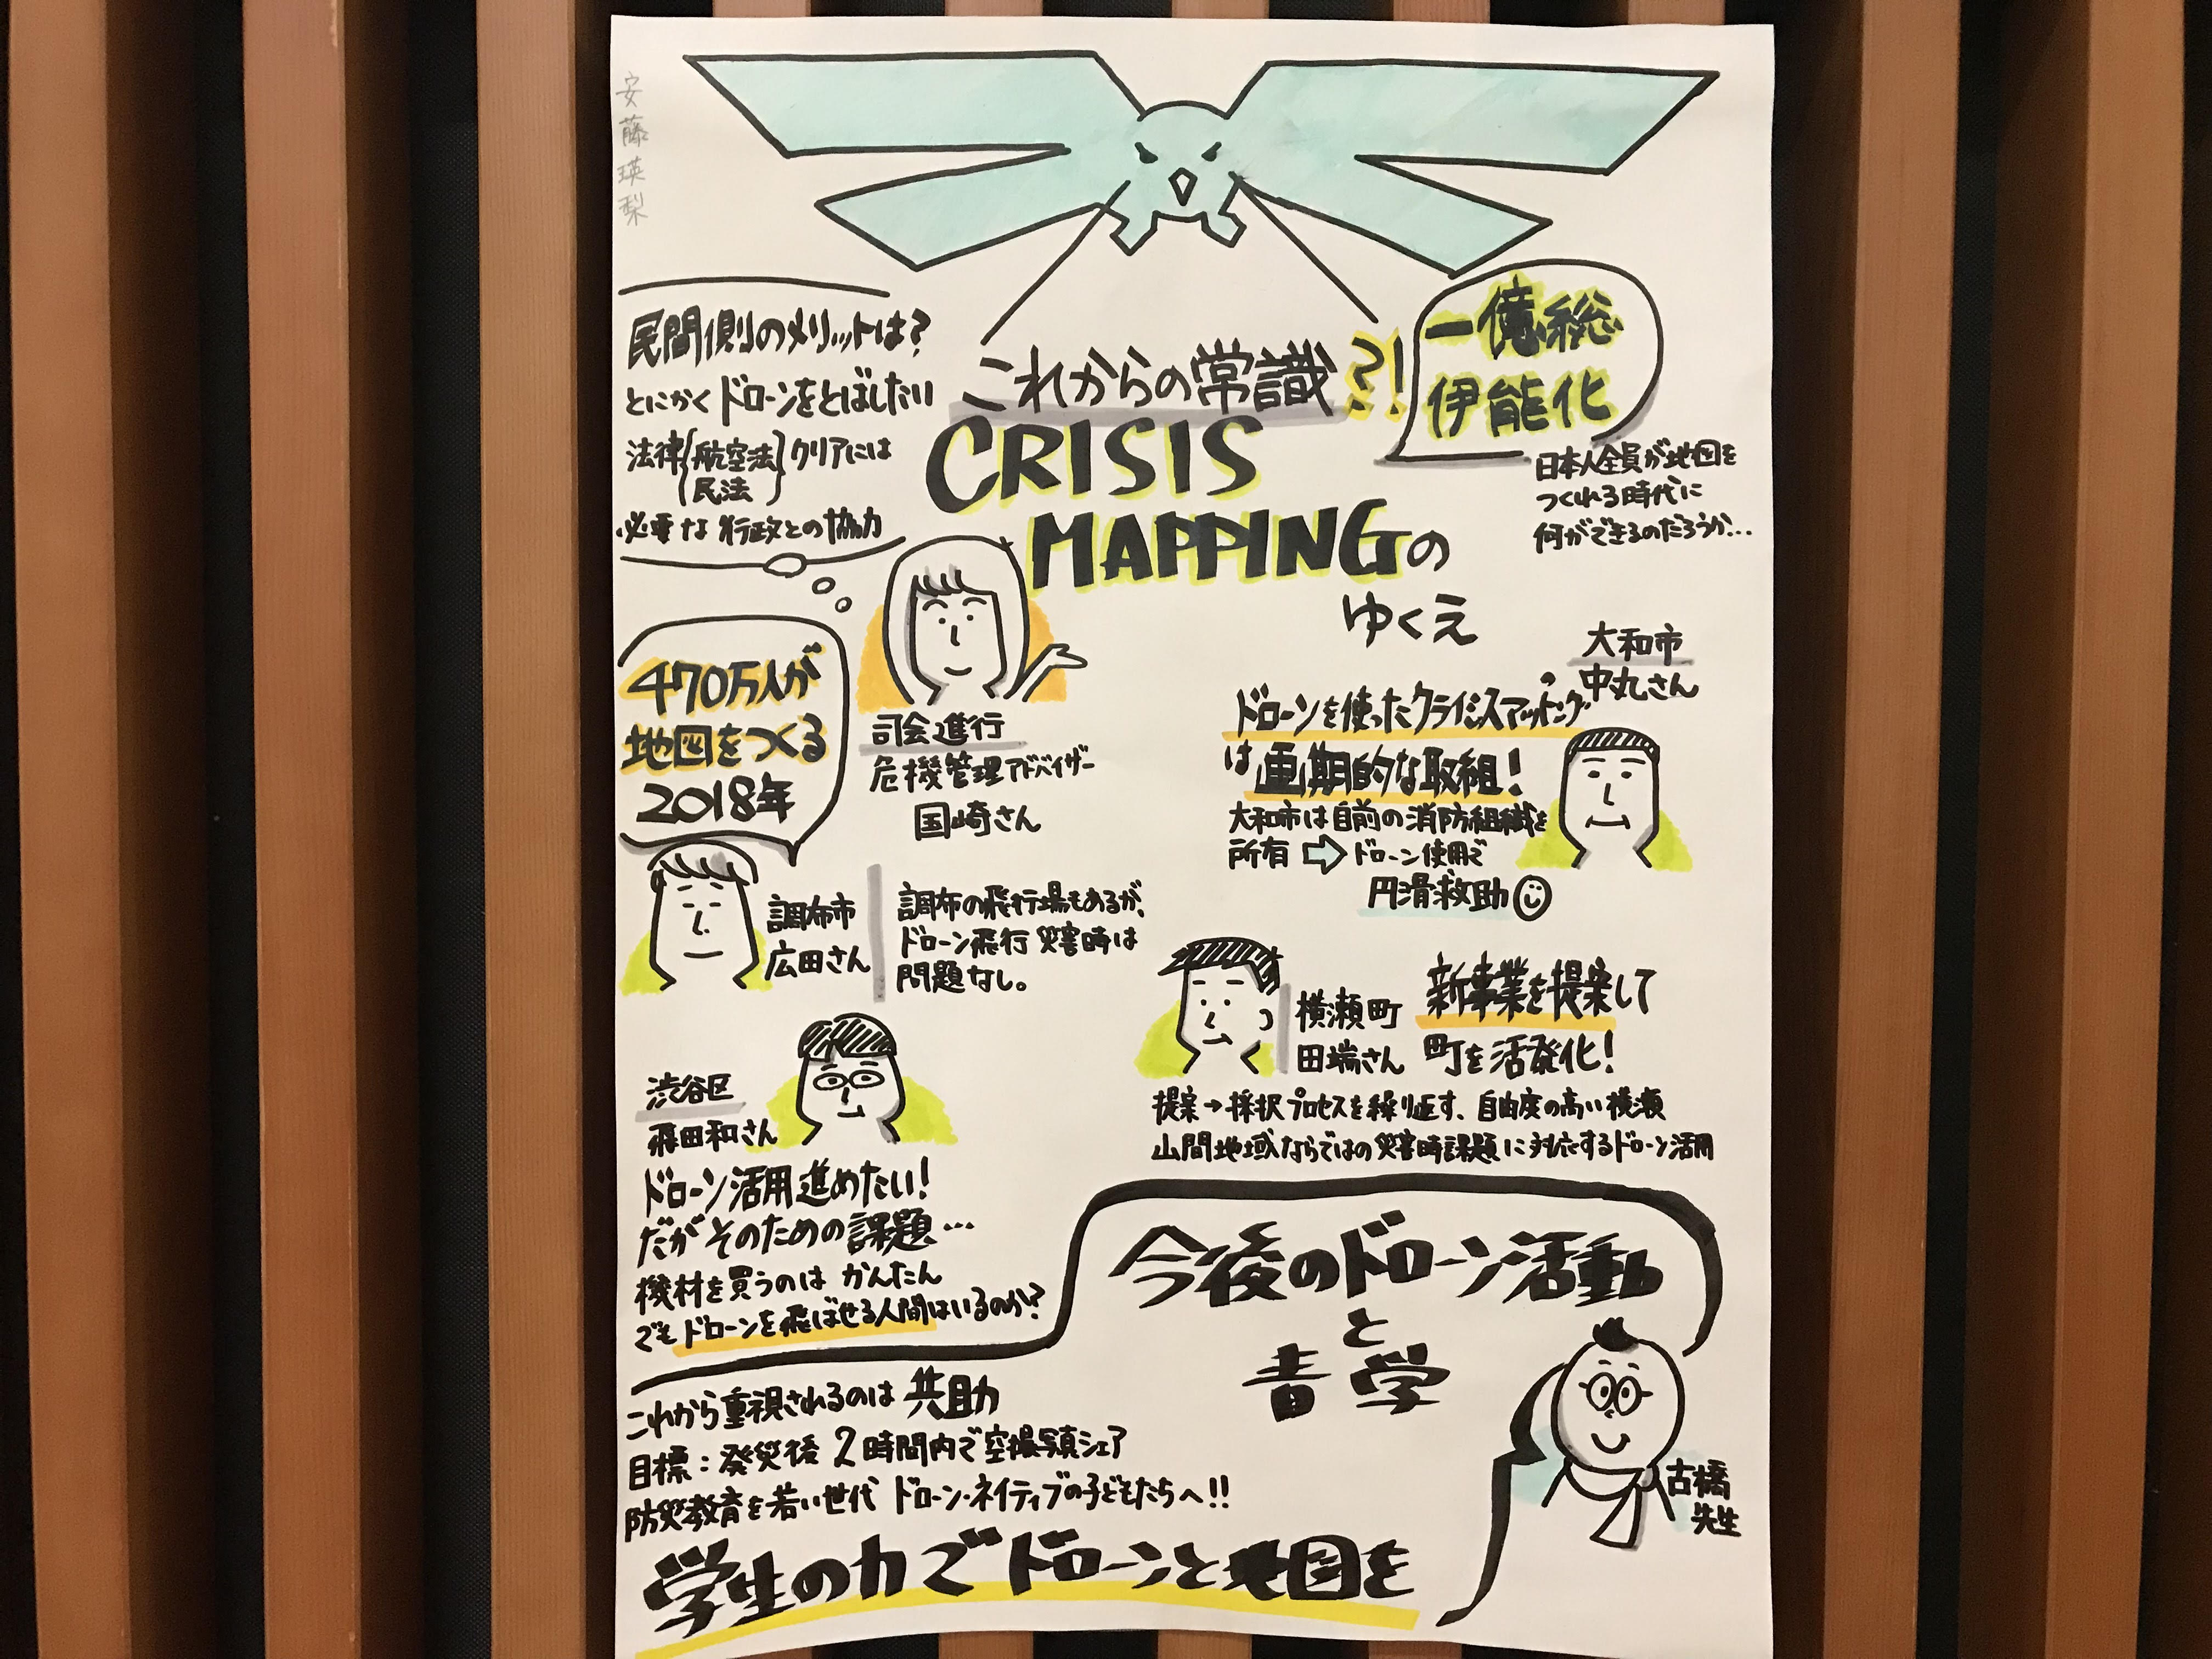 安藤瑛梨
これからの常識?!
CRISIS
MAPPINGの
ゆくえ
一億総
伊能化
日本人全員が地図を
つくれる時代に
何ができるのだろうか…
民間側のメリットは?
とにかくドローンをとばしたい
法律{航空法}クリアには
民法
必要な行政との協力
司会進行
危機管理アドバイザー
国崎さん
470万人が
地図をつくる
2018年
調布市
広田さん
調布の飛行場もあるが、
ドローン飛行 災害時は
問題なし。
大和市
中丸さん
ドローンを使ったクライシスマッピング
は画期的な取組!
大和市は自前の消防組織を
所有 ⇨ ドローン使用で
円滑救助
横瀬町
田端さん
新事業を提案して
町を活発化!
提案→採択プロセスを繰り返す、自由度の高い横瀬
山間地域ならではの災害時課題に対応するドローン活用
渋谷区
飛田和さん
ドローン活用進めたい!
だがそのための課題…
機材を買うのは かんたん
でもドローンを飛ばせる人間はいるのか?
今後のドローン活動
と
青学
古橋
先生
これから重視されるのは 共助
目標:発災後 2時間内で空撮写真シェア
防災教育を若い世代 ドローン・ネイティブの子どもたちへ!!
学生の力でドローンと地図を